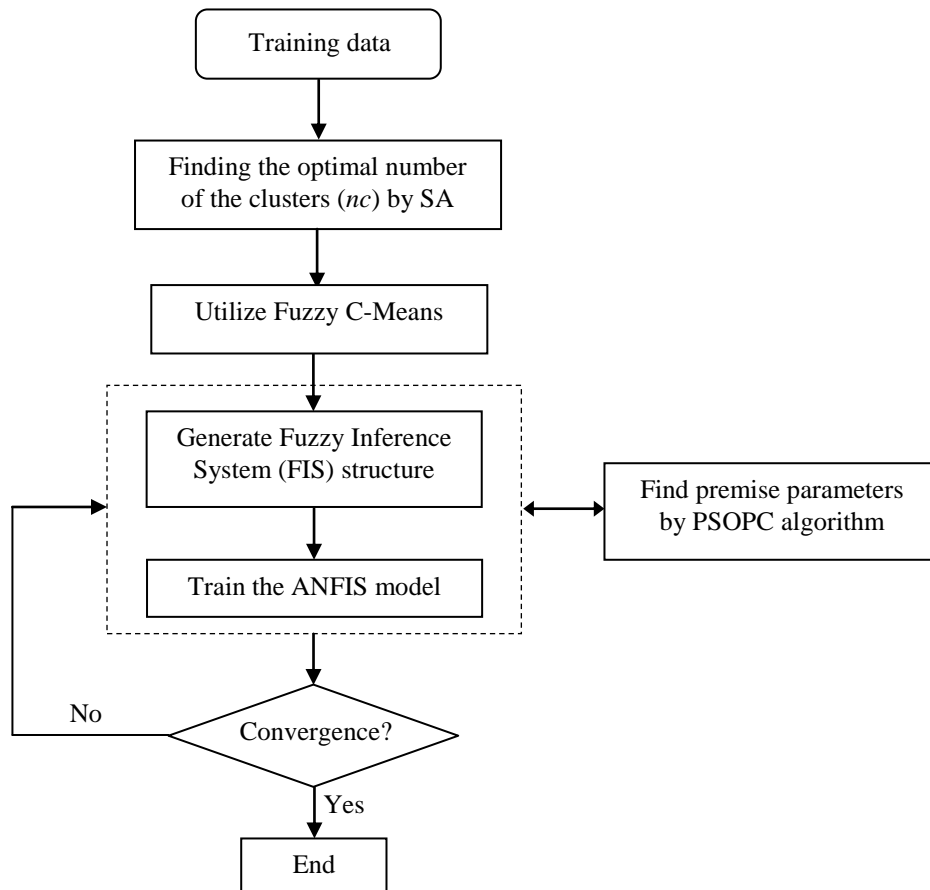 Training data
Finding the optimal number
of the clusters (nc) by SA
Utilize Fuzzy C-Means
Generate Fuzzy Inference
System (FIS) structure
Find premise parameters
by PSOPC algorithm
Train the ANFIS model
No
Convergence?
Yes
End